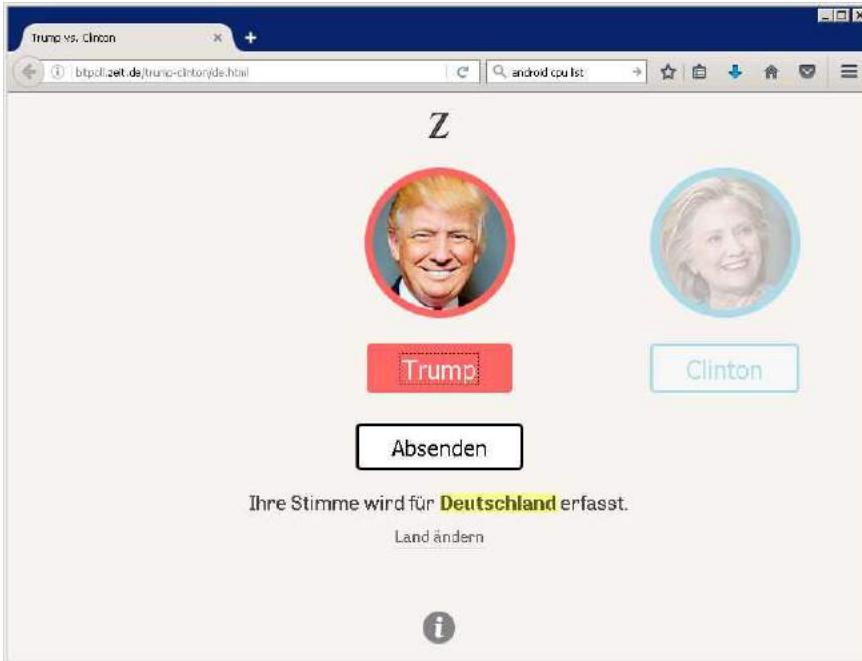 Trump vs. Clinton
btpoll.zeit.de/trump-clinton/de.html
android cpu list
Z
Trump
Clinton
Absenden
Ihre Stimme wird für Deutschland erfasst.
Land ändern
i